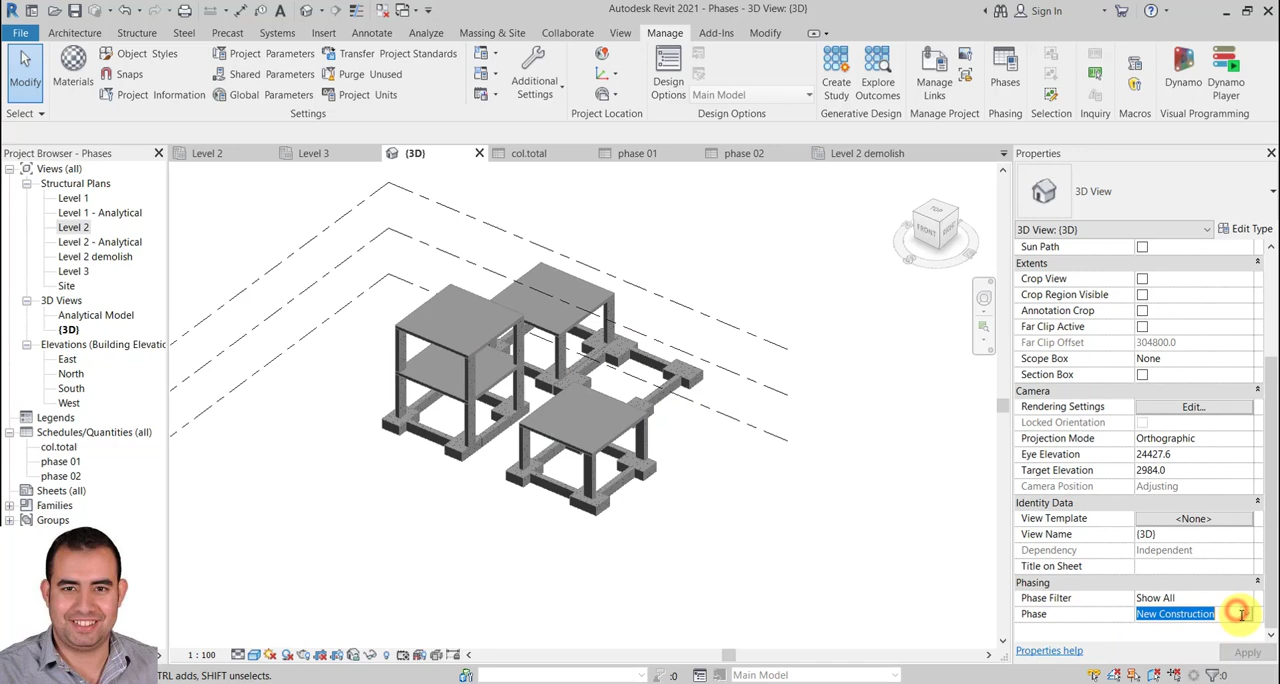 Autodesk Revit 2021 - Phases - 3D View: {3D}
Sign In
File Architecture Structure Steel Precast Systems Insert Annotate Analyze Massing & Site Collaborate View Manage Add-Ins Modify
Modify
Materials
Object Styles
Snaps
Project Information
Project Parameters
Shared Parameters
Global Parameters
Transfer Project Standards
Purge Unused
Project Units
Additional Settings
Design Options
Main Model
Create Study
Explore Outcomes
Manage Links
Phases
Dynamo
Dynamo Player
Select Settings Project Location Design Options Generative Design Manage Project Phasing Selection Inquiry Macros Visual Programming
Project Browser - Phases
Level 2 Level 3 {3D} col.total phase 01 phase 02 Level 2 demolish
Views (all)
Structural Plans
Level 1
Level 1 - Analytical
Level 2
Level 2 - Analytical
Level 2 demolish
Level 3
Site
3D Views
Analytical Model
{3D}
Elevations (Building Elevatic
East
North
South
West
Legends
Schedules/Quantities (all)
col.total
phase 01
phase 02
Sheets (all)
Families
Groups
TOP
FRONT
RIGHT
Properties
3D View
3D View: {3D} Edit Type
Sun Path
Extents
Crop View
Crop Region Visible
Annotation Crop
Far Clip Active
Far Clip Offset 304800.0
Scope Box None
Section Box
Camera
Rendering Settings Edit...
Locked Orientation
Projection Mode Orthographic
Eye Elevation 24427.6
Target Elevation 2984.0
Camera Position Adjusting
Identity Data
View Template <None>
View Name {3D}
Dependency Independent
Title on Sheet
Phasing
Phase Filter Show All
Phase New Construction
Properties help Apply
1 : 100
TRL adds, SHIFT unselects.
:0 Main Model :0